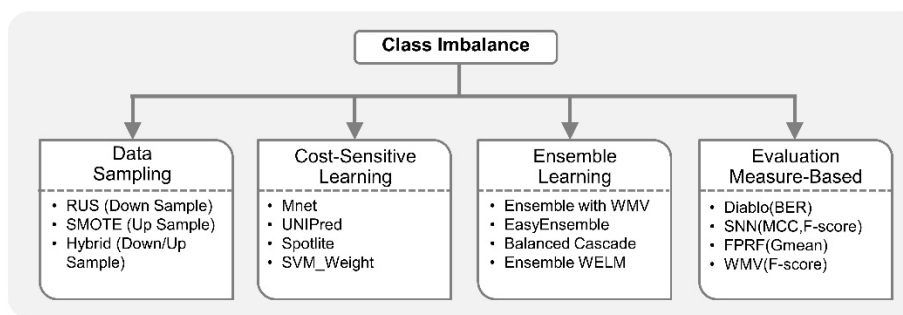 Class Imbalance
Data
Sampling
• RUS (Down Sample)
• SMOTE (Up Sample)
• Hybrid (Down/Up
Sample)
Cost-Sensitive
Learning
• Mnet
• UNIPred
• Spotlite
• SVM_Weight
Ensemble
Learning
• Ensemble with WMV
• EasyEnsemble
• Balanced Cascade
• Ensemble WELM
Evaluation
Measure-Based
• Diablo(BER)
• SNN(MCC,F-score)
• FPRF(Gmean)
• WMV(F-score)